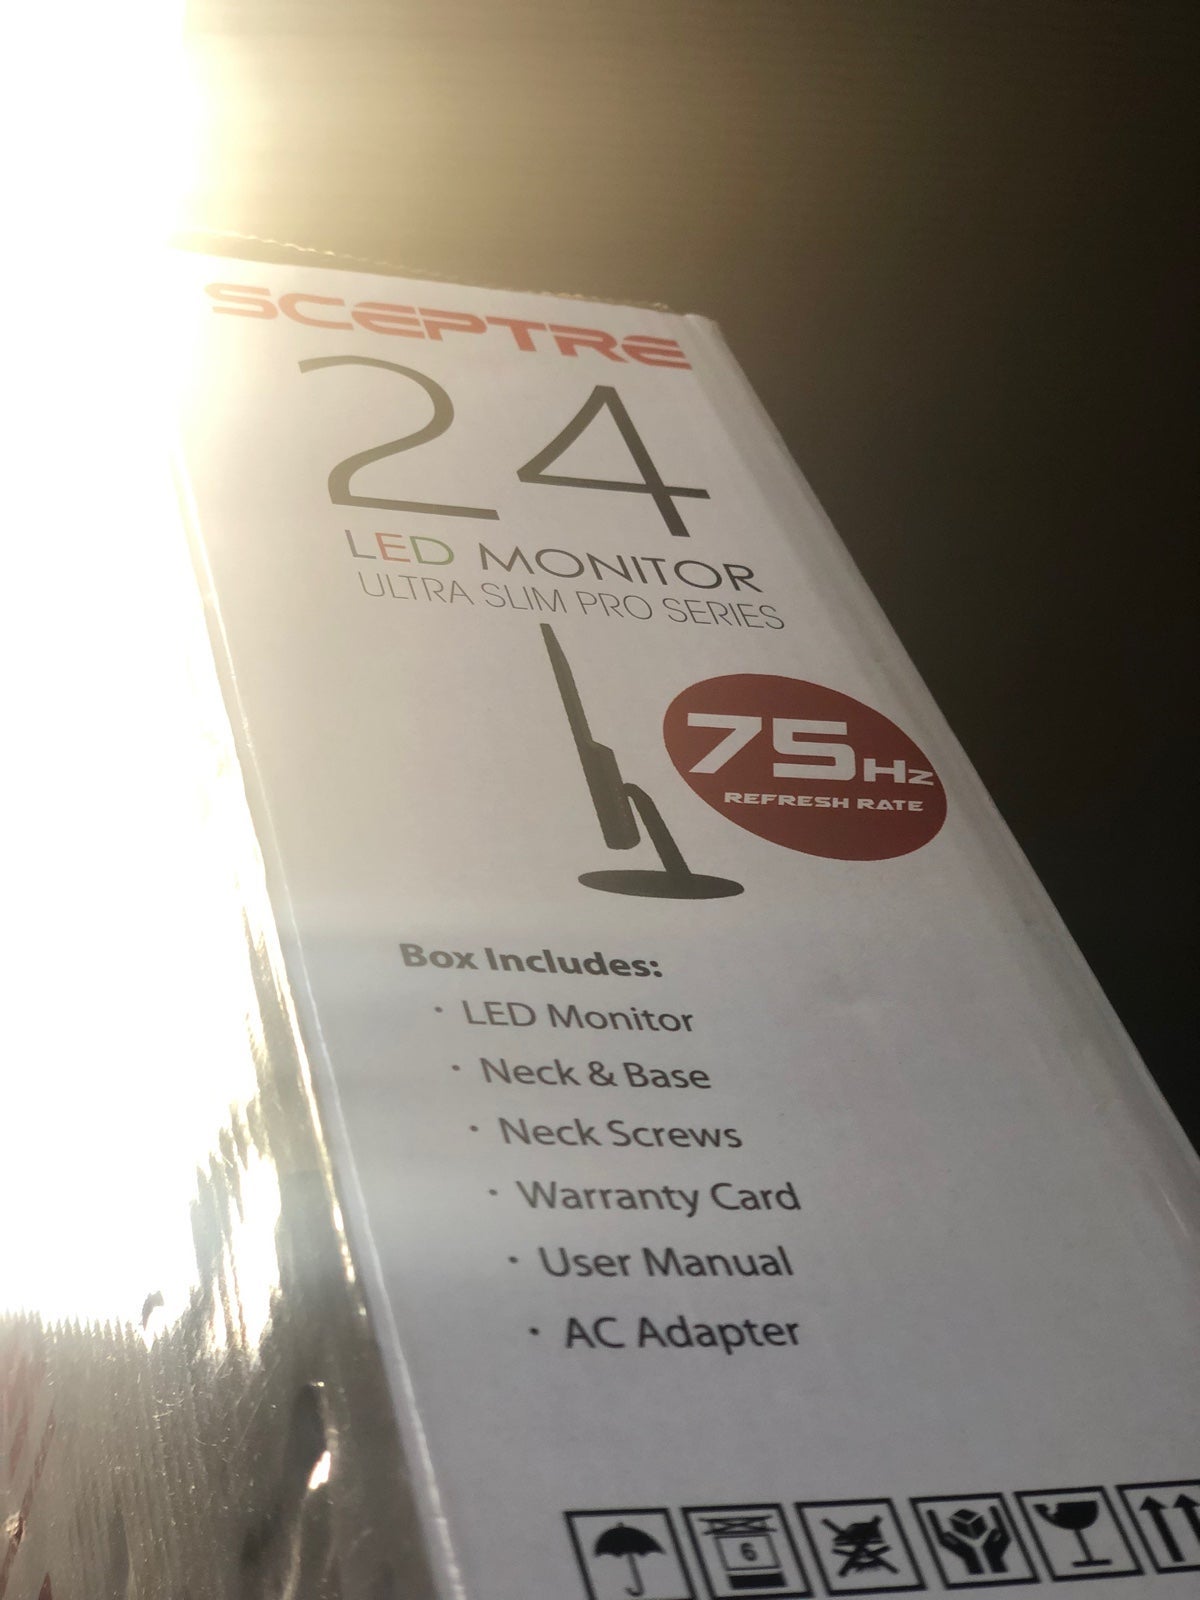 SCEPTRE
24
LED MONITOR
ULTRA SLIM PRO SERIES
75Hz
REFRESH RATE
Box Includes:
· LED Monitor
· Neck & Base
· Neck Screws
· Warranty Card
· User Manual
· AC Adapter
6